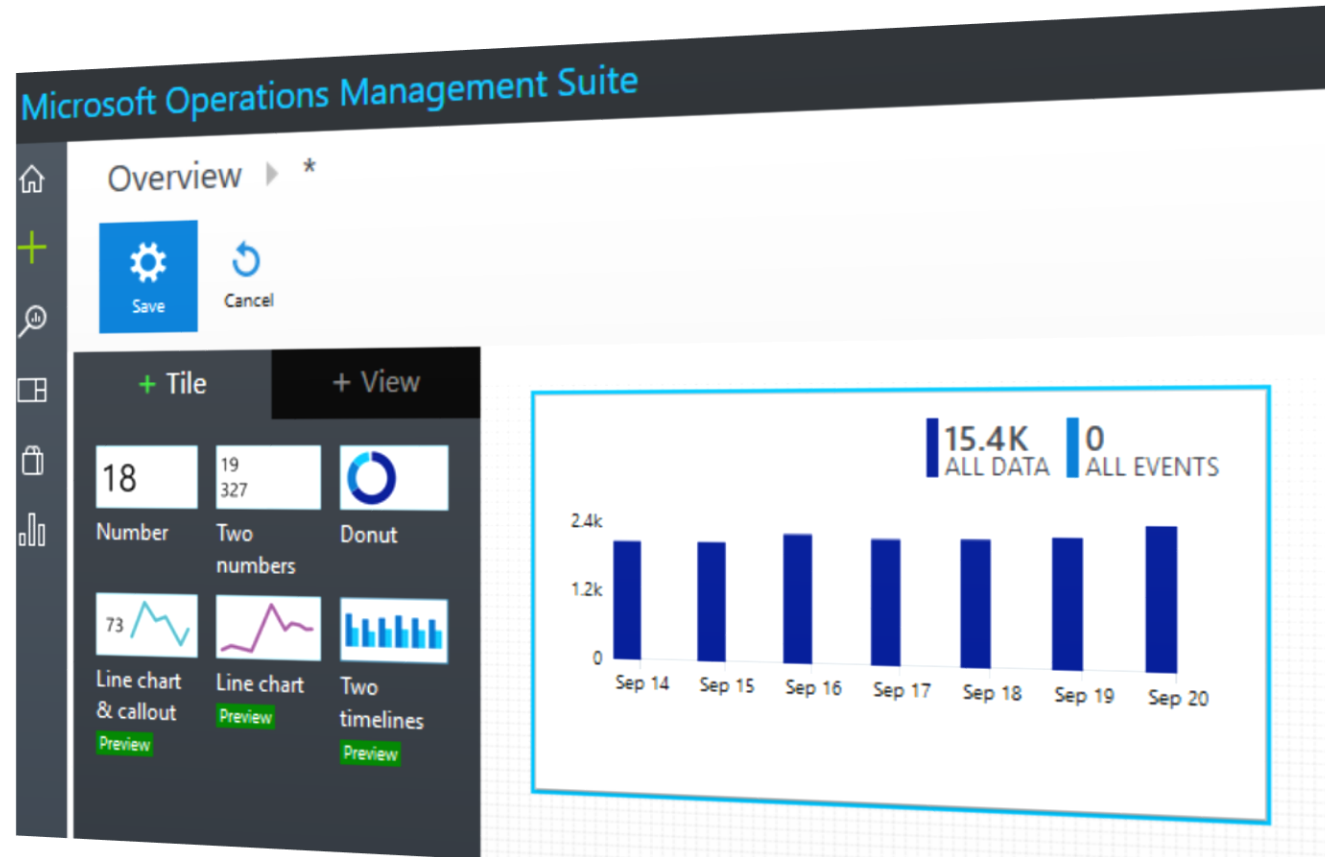 Microsoft Operations Management Suite
Overview *
Save
Cancel
+ Tile
+ View
18
Number
19
327
Two
numbers
Donut
73
Line chart
& callout
Preview
Line chart
Preview
Two
timelines
Preview
15.4K
ALL DATA
0
ALL EVENTS
2.4k
1.2k
0
Sep 14 Sep 15 Sep 16 Sep 17 Sep 18 Sep 19 Sep 20